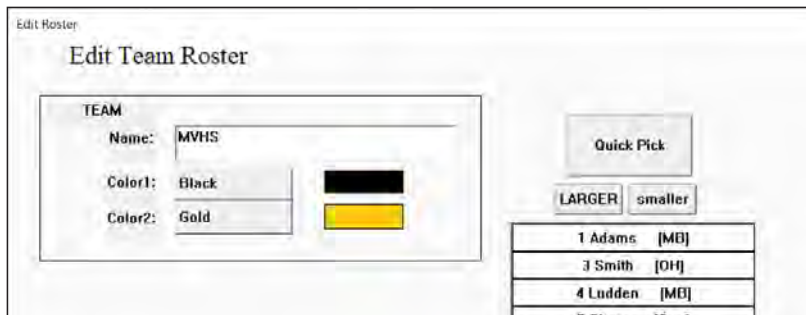 Edit Roster
Edit Team Roster
TEAM
Name: MVHS
Color1: Black
Color2: Gold
Quick Pick
LARGER smaller
1 Adams [MB]
3 Smith [OH]
4 Ludden [MB]